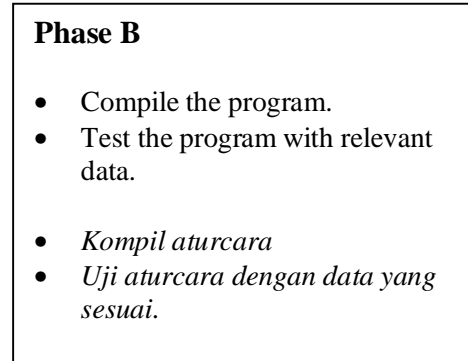 Phase B
• Compile the program.
• Test the program with relevant
data.
• Kompil aturcara
• Uji aturcara dengan data yang
sesuai.